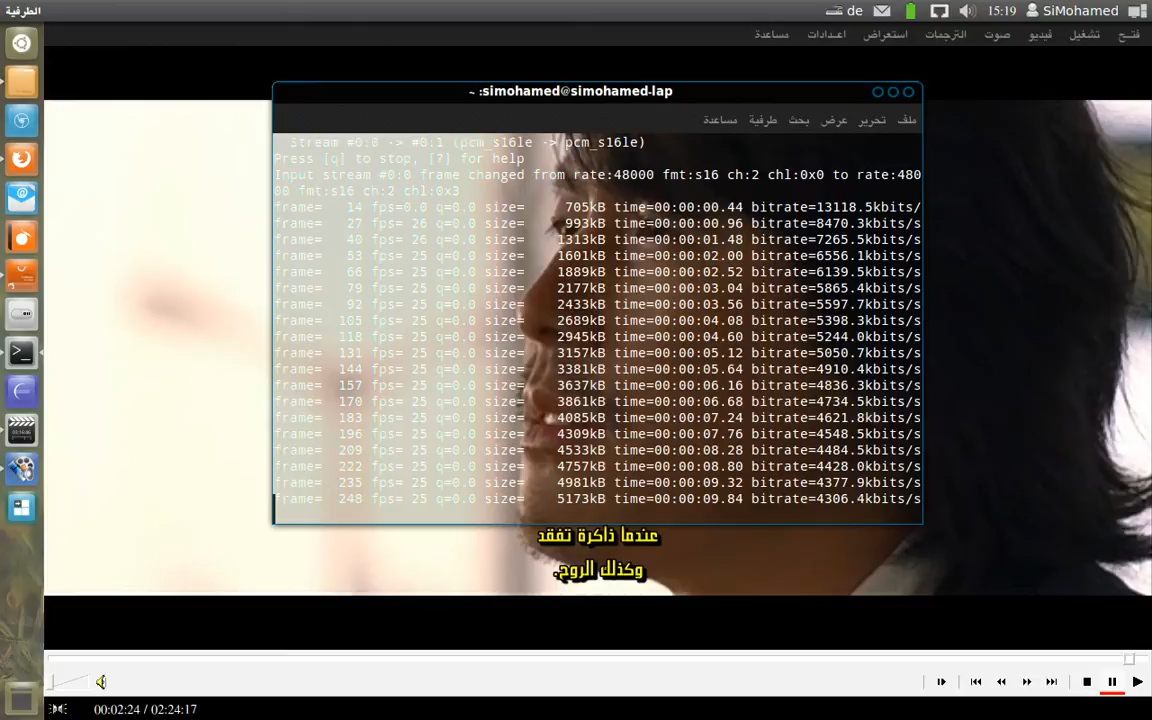 الطرفية
de
15:19
SiMohamed
فتح تشغيل فيديو صوت الترجمات استعراض اعدادات مساعدة
~ :simohamed@simohamed-lap
ملف تحرير عرض بحث طرفية مساعدة
Stream #0:0 -> #0:1 (pcm_s16le -> pcm_s16le)
Press [q] to stop, [?] for help
Input stream #0:0 frame changed from rate:48000 fmt:s16 ch:2 chl:0x0 to rate:480
00 fmt:s16 ch:2 chl:0x3
frame=   14 fps=0.0 q=0.0 size=     705kB time=00:00:00.44 bitrate=13118.5kbits/
frame=   27 fps= 26 q=0.0 size=     993kB time=00:00:00.96 bitrate=8470.3kbits/s
frame=   40 fps= 26 q=0.0 size=    1313kB time=00:00:01.48 bitrate=7265.5kbits/s
frame=   53 fps= 25 q=0.0 size=    1601kB time=00:00:02.00 bitrate=6556.1kbits/s
frame=   66 fps= 25 q=0.0 size=    1889kB time=00:00:02.52 bitrate=6139.5kbits/s
frame=   79 fps= 25 q=0.0 size=    2177kB time=00:00:03.04 bitrate=5865.4kbits/s
frame=   92 fps= 25 q=0.0 size=    2433kB time=00:00:03.56 bitrate=5597.7kbits/s
frame=  105 fps= 25 q=0.0 size=    2689kB time=00:00:04.08 bitrate=5398.3kbits/s
frame=  118 fps= 25 q=0.0 size=    2945kB time=00:00:04.60 bitrate=5244.0kbits/s
frame=  131 fps= 25 q=0.0 size=    3157kB time=00:00:05.12 bitrate=5050.7kbits/s
frame=  144 fps= 25 q=0.0 size=    3381kB time=00:00:05.64 bitrate=4910.4kbits/s
frame=  157 fps= 25 q=0.0 size=    3637kB time=00:00:06.16 bitrate=4836.3kbits/s
frame=  170 fps= 25 q=0.0 size=    3861kB time=00:00:06.68 bitrate=4734.5kbits/s
frame=  183 fps= 25 q=0.0 size=    4085kB time=00:00:07.24 bitrate=4621.8kbits/s
frame=  196 fps= 25 q=0.0 size=    4309kB time=00:00:07.76 bitrate=4548.5kbits/s
frame=  209 fps= 25 q=0.0 size=    4533kB time=00:00:08.28 bitrate=4484.5kbits/s
frame=  222 fps= 25 q=0.0 size=    4757kB time=00:00:08.80 bitrate=4428.0kbits/s
frame=  235 fps= 25 q=0.0 size=    4981kB time=00:00:09.32 bitrate=4377.9kbits/s
frame=  248 fps= 25 q=0.0 size=    5173kB time=00:00:09.84 bitrate=4306.4kbits/s
عندما ذاكرة تفقد
وكذلك الروح.
00:02:24 / 02:24:17